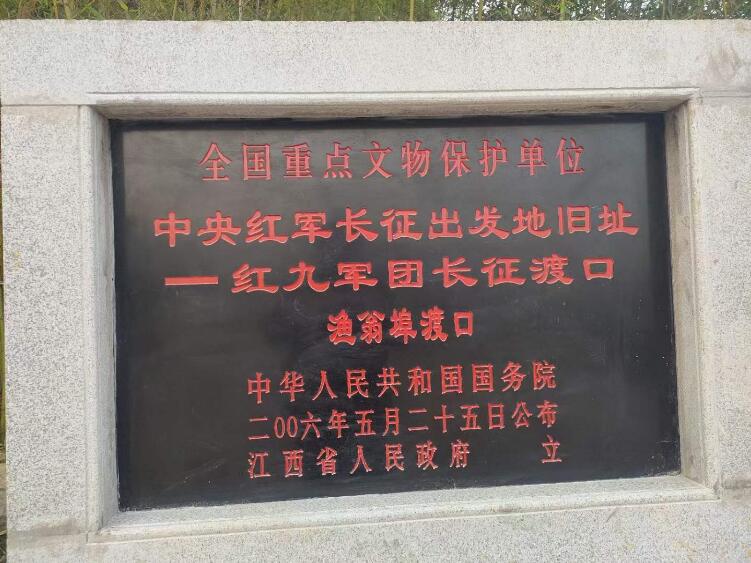 全国重点文物保护单位
中央红军长征出发地旧址
—红九军团长征渡口
渔翁埠渡口
中华人民共和国国务院
二00六年五月二十五日公布
江西省人民政府 立